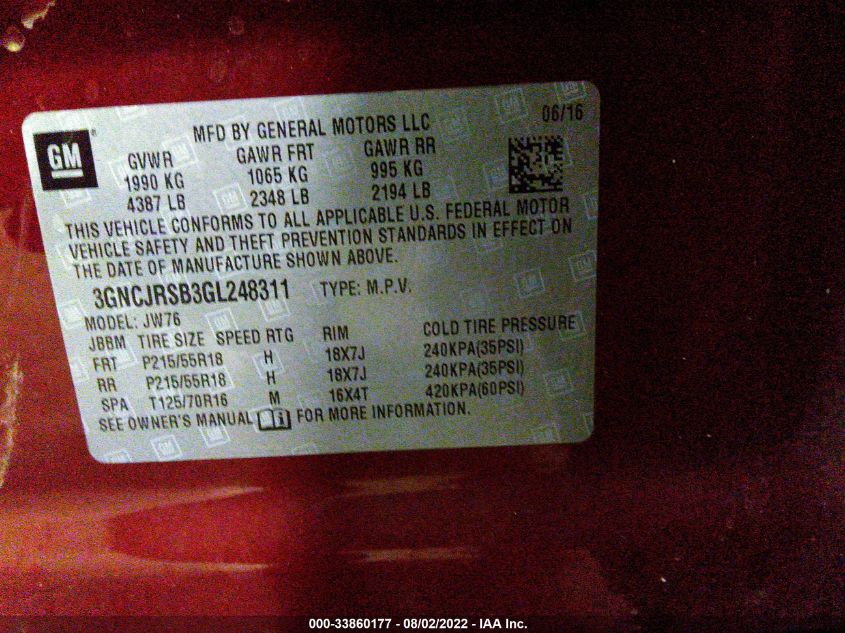 GM
MFD BY GENERAL MOTORS LLC
06/16
GVWR GAWR FRT GAWR RR
1990 KG 1065 KG 995 KG
4387 LB 2348 LB 2194 LB
THIS VEHICLE CONFORMS TO ALL APPLICABLE U.S. FEDERAL MOTOR
VEHICLE SAFETY AND THEFT PREVENTION STANDARDS IN EFFECT ON
THE DATE OF MANUFACTURE SHOWN ABOVE.
3GNCJRSB3GL248311 TYPE: M.P.V.
MODEL: JW76
JBBM TIRE SIZE SPEED RTG RIM COLD TIRE PRESSURE
FRT P215/55R18 H 18X7J 240KPA(35PSI)
RR P215/55R18 H 18X7J 240KPA(35PSI)
SPA T125/70R16 M 16X4T 420KPA(60PSI)
SEE OWNER'S MANUAL FOR MORE INFORMATION.
000-33860177 - 08/02/2022 - IAA Inc.